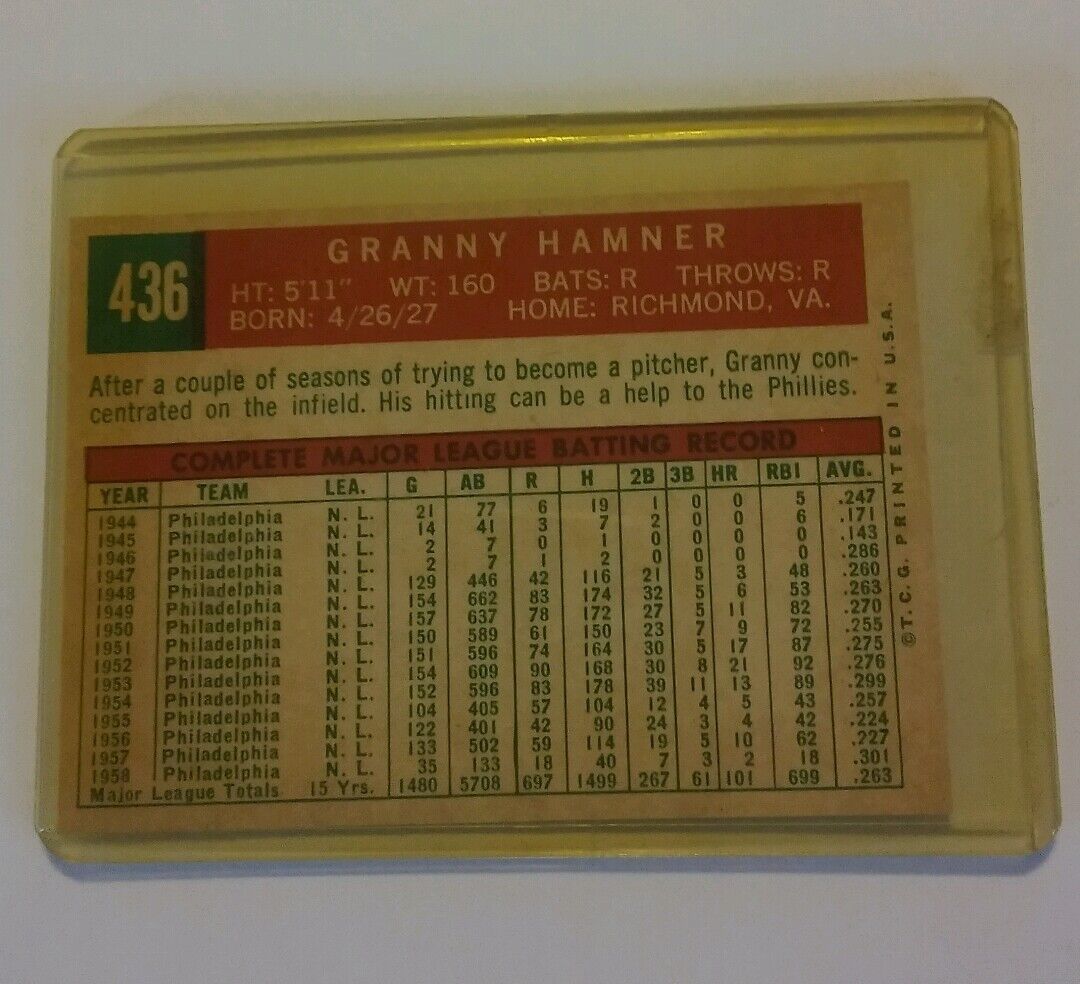 436
GRANNY HAMNER
HT: 5'11" WT: 160 BATS: R THROWS: R
BORN: 4/26/27 HOME: RICHMOND, VA.
After a couple of seasons of trying to become a pitcher, Granny con-
centrated on the infield. His hitting can be a help to the Phillies.
COMPLETE MAJOR LEAGUE BATTING RECORD
YEAR TEAM LEA. G AB R H 2B 3B HR RBI AVG.
1944 Philadelphia N. L. 21 77 6 19 1 0 0 5 .247
1945 Philadelphia N. L. 14 41 3 7 2 0 0 6 .171
1946 Philadelphia N. L. 2 7 0 1 0 0 0 0 .143
1947 Philadelphia N. L. 2 7 1 2 0 0 0 0 .286
1948 Philadelphia N. L. 129 446 42 116 21 5 3 48 .260
1949 Philadelphia N. L. 154 662 83 174 32 5 6 53 .263
1950 Philadelphia N. L. 157 637 78 172 27 5 11 82 .270
1951 Philadelphia N. L. 150 589 61 150 23 7 9 72 .255
1952 Philadelphia N. L. 151 596 74 164 30 5 17 87 .275
1953 Philadelphia N. L. 154 609 90 168 30 8 21 92 .276
1954 Philadelphia N. L. 152 596 83 178 39 11 13 89 .299
1955 Philadelphia N. L. 104 405 57 104 12 4 5 43 .257
1956 Philadelphia N. L. 122 401 42 90 24 3 4 42 .224
1957 Philadelphia N. L. 133 502 59 114 19 5 10 62 .227
1958 Philadelphia N. L. 35 133 18 40 7 3 2 18 .301
Major League Totals 15 Yrs. 1480 5708 697 1499 267 61 101 699 .263
©T.C.G. PRINTED IN U.S.A.